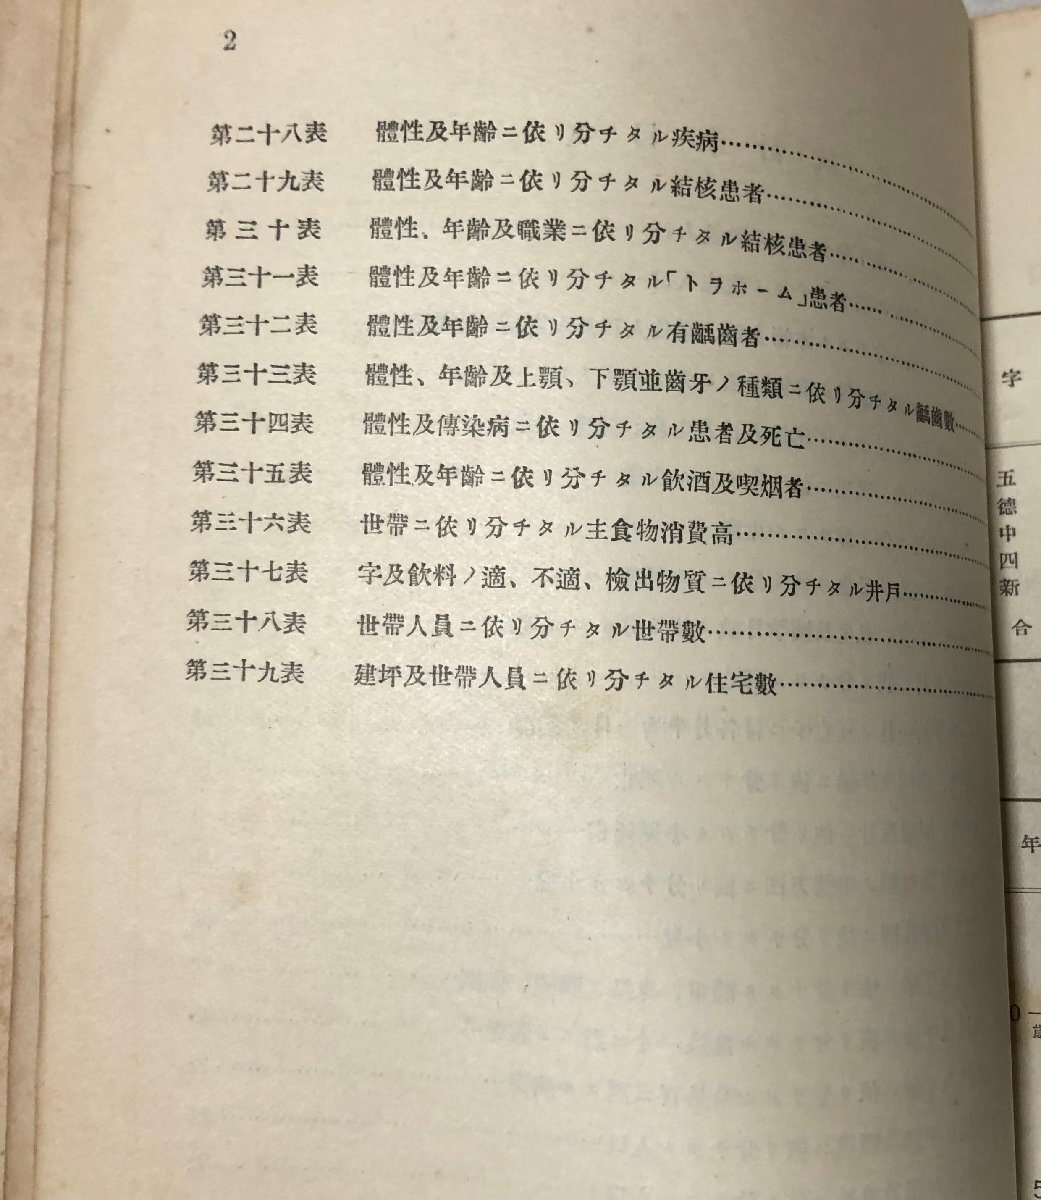 2
第二十八表 體性及年齡ニ依リ分チタル疾病
第二十九表 體性及年齡ニ依リ分チタル結核患者
第三十表 體性、年齡及職業ニ依リ分チタル結核患者
第三十一表 體性及年齡ニ依リ分チタル「トラホーム」患者
第三十二表 體性及年齡ニ依リ分チタル有齲齒者
第三十三表 體性、年齡及上顎、下顎並齒牙ノ種類ニ依リ分チタル齲齒數
第三十四表 體性及傳染病ニ依リ分チタル患者及死亡
第三十五表 體性及年齡ニ依リ分チタル飮酒及喫烟者
第三十六表 世帶ニ依リ分チタル主食物消費高
第三十七表 字及飮料ノ適、不適、檢出物質ニ依リ分チタル井戶
第三十八表 世帶人員ニ依リ分チタル世帶數
第三十九表 建坪及世帶人員ニ依リ分チタル住宅數
字
五
德
中
四
新
合
年
0